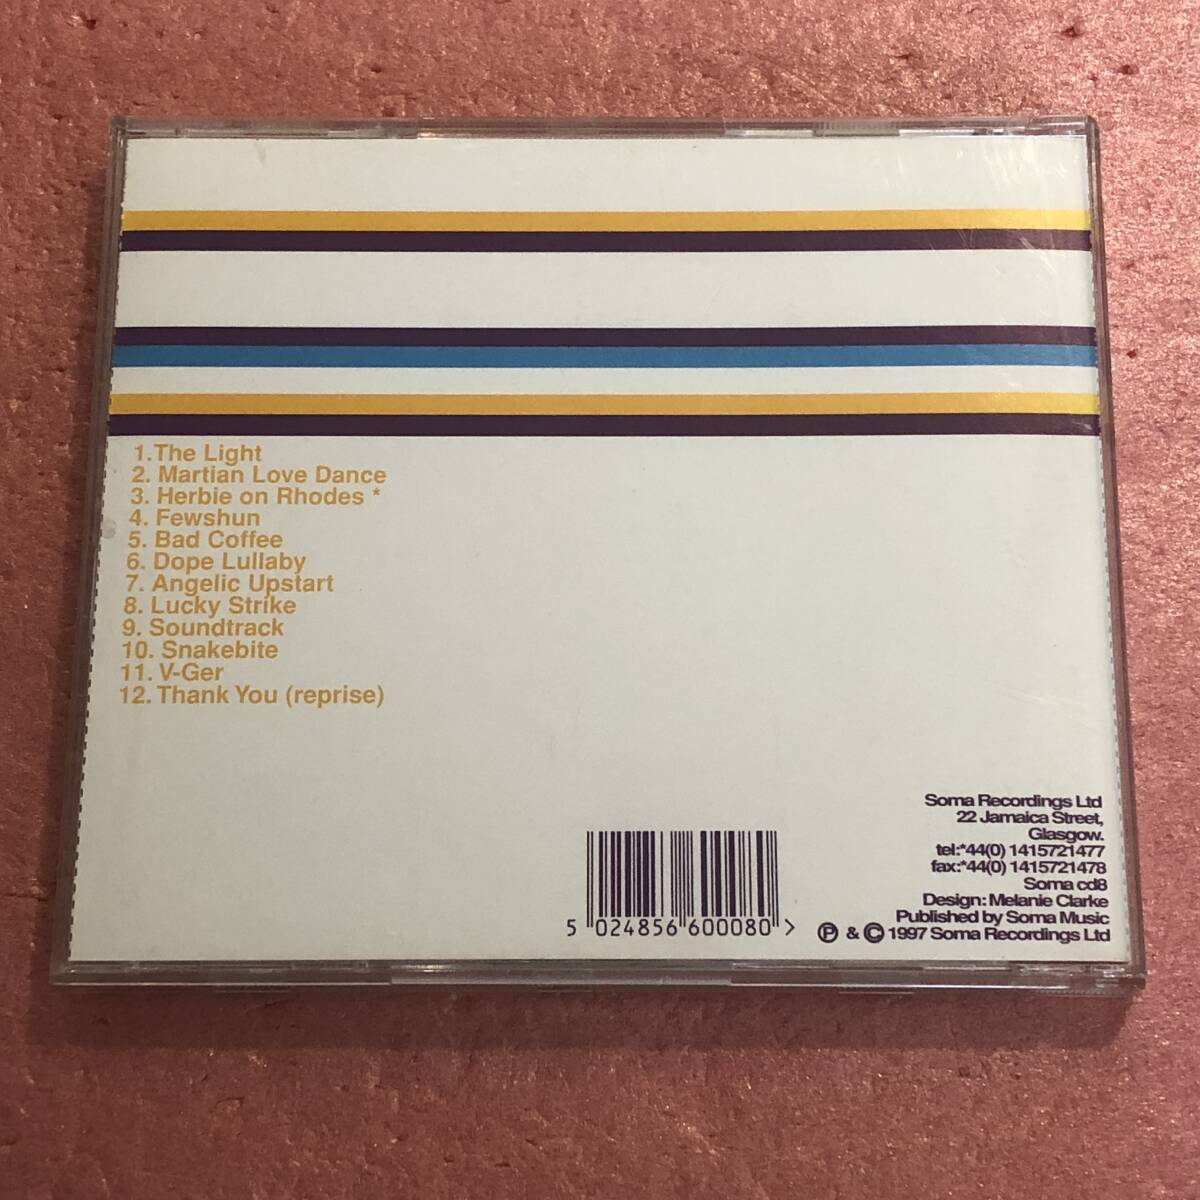 1.The Light
2. Martian Love Dance
3. Herbie on Rhodes *
4. Fewshun
5. Bad Coffee
6. Dope Lullaby
7. Angelic Upstart
8. Lucky Strike
9. Soundtrack
10. Snakebite
11. V-Ger
12. Thank You (reprise)
Soma Recordings Ltd
22 Jamaica Street,
Glasgow.
tel:*44(0) 1415721477
fax:*44(0) 1415721478
Soma cd8
Design: Melanie Clarke
Published by Soma Music
Ⓟ & © 1997 Soma Recordings Ltd
5 024856 600080 >